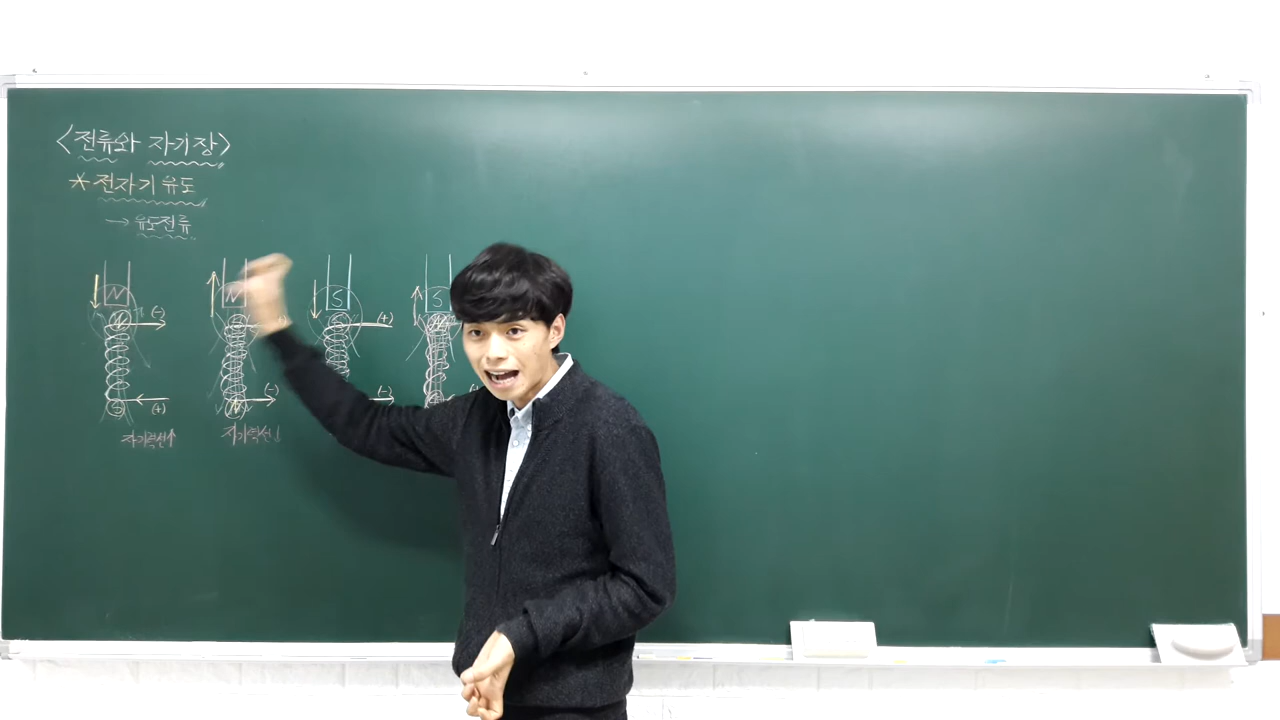 <전류와 자기장>
* 전자기 유도
→ 유도전류
N N S S
(-) (+)
(+) (-) (-)
S N
자기력선↑ 자기력선↓